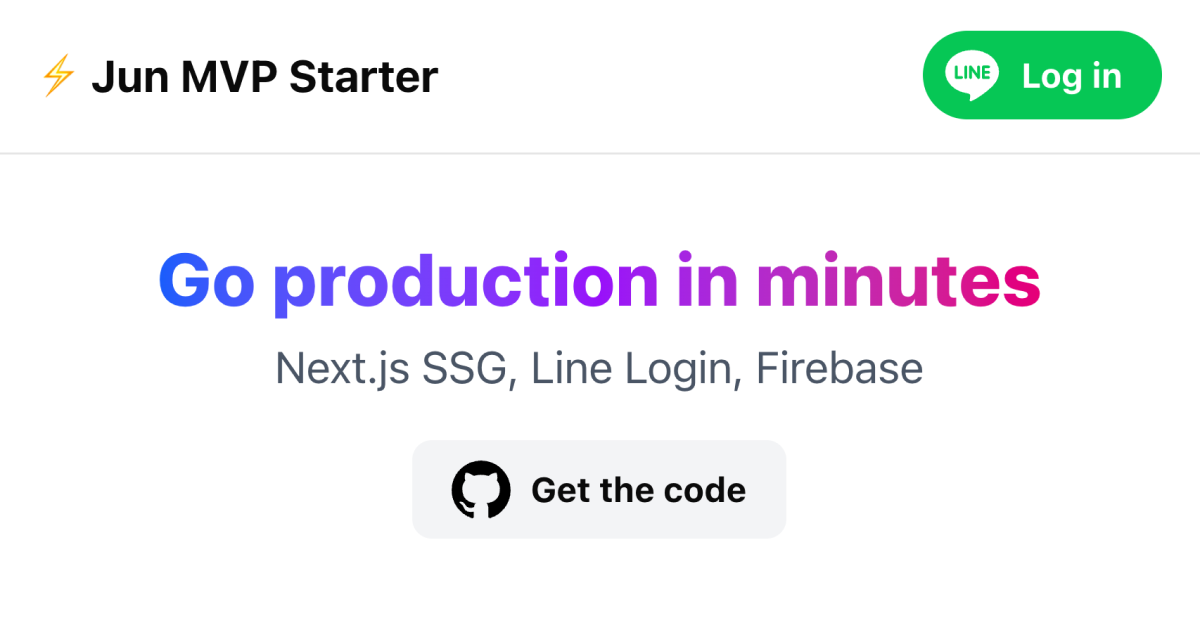 ⚡ Jun MVP Starter
LINE Log in
Go production in minutes
Next.js SSG, Line Login, Firebase
Get the code